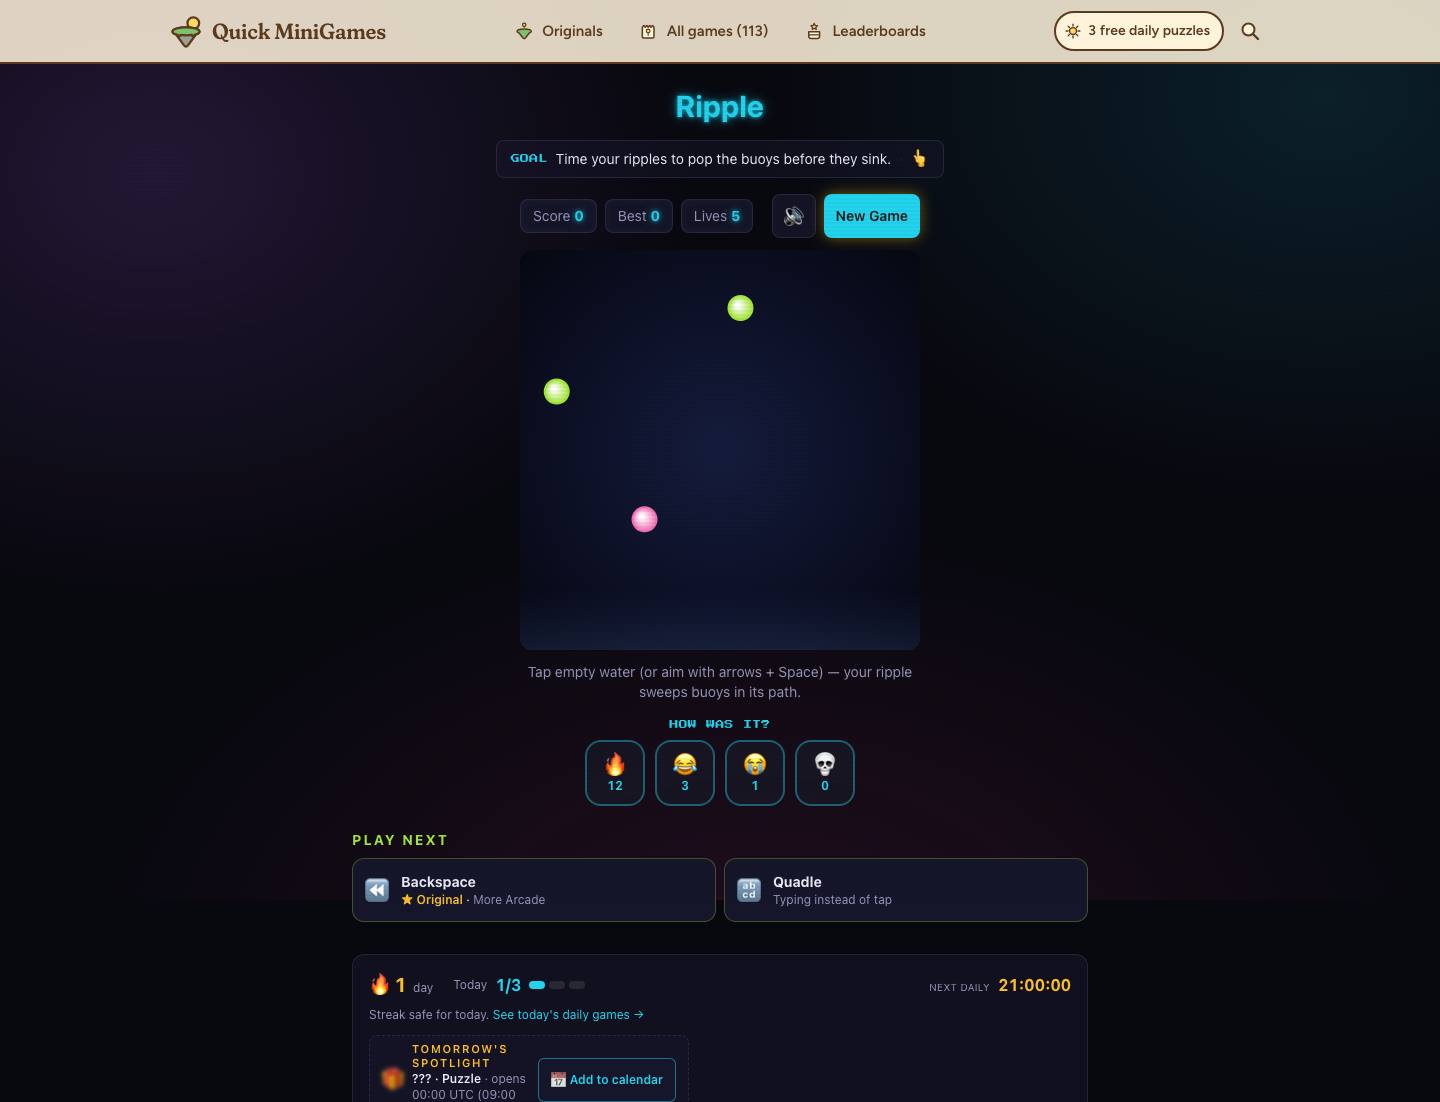 Quick MiniGames
Originals
All games (113)
Leaderboards
3 free daily puzzles
Ripple
GOAL Time your ripples to pop the buoys before they sink.
Score 0
Best 0
Lives 5
New Game
Tap empty water (or aim with arrows + Space) — your ripple
sweeps buoys in its path.
HOW WAS IT?
12
3
1
0
PLAY NEXT
Backspace
Original · More Arcade
abcd
Quadle
Typing instead of tap
1 day
Today 1/3
NEXT DAILY 21:00:00
Streak safe for today. See today's daily games →
TOMORROW'S
SPOTLIGHT
??? · Puzzle · opens
00:00 UTC (09:00
Add to calendar